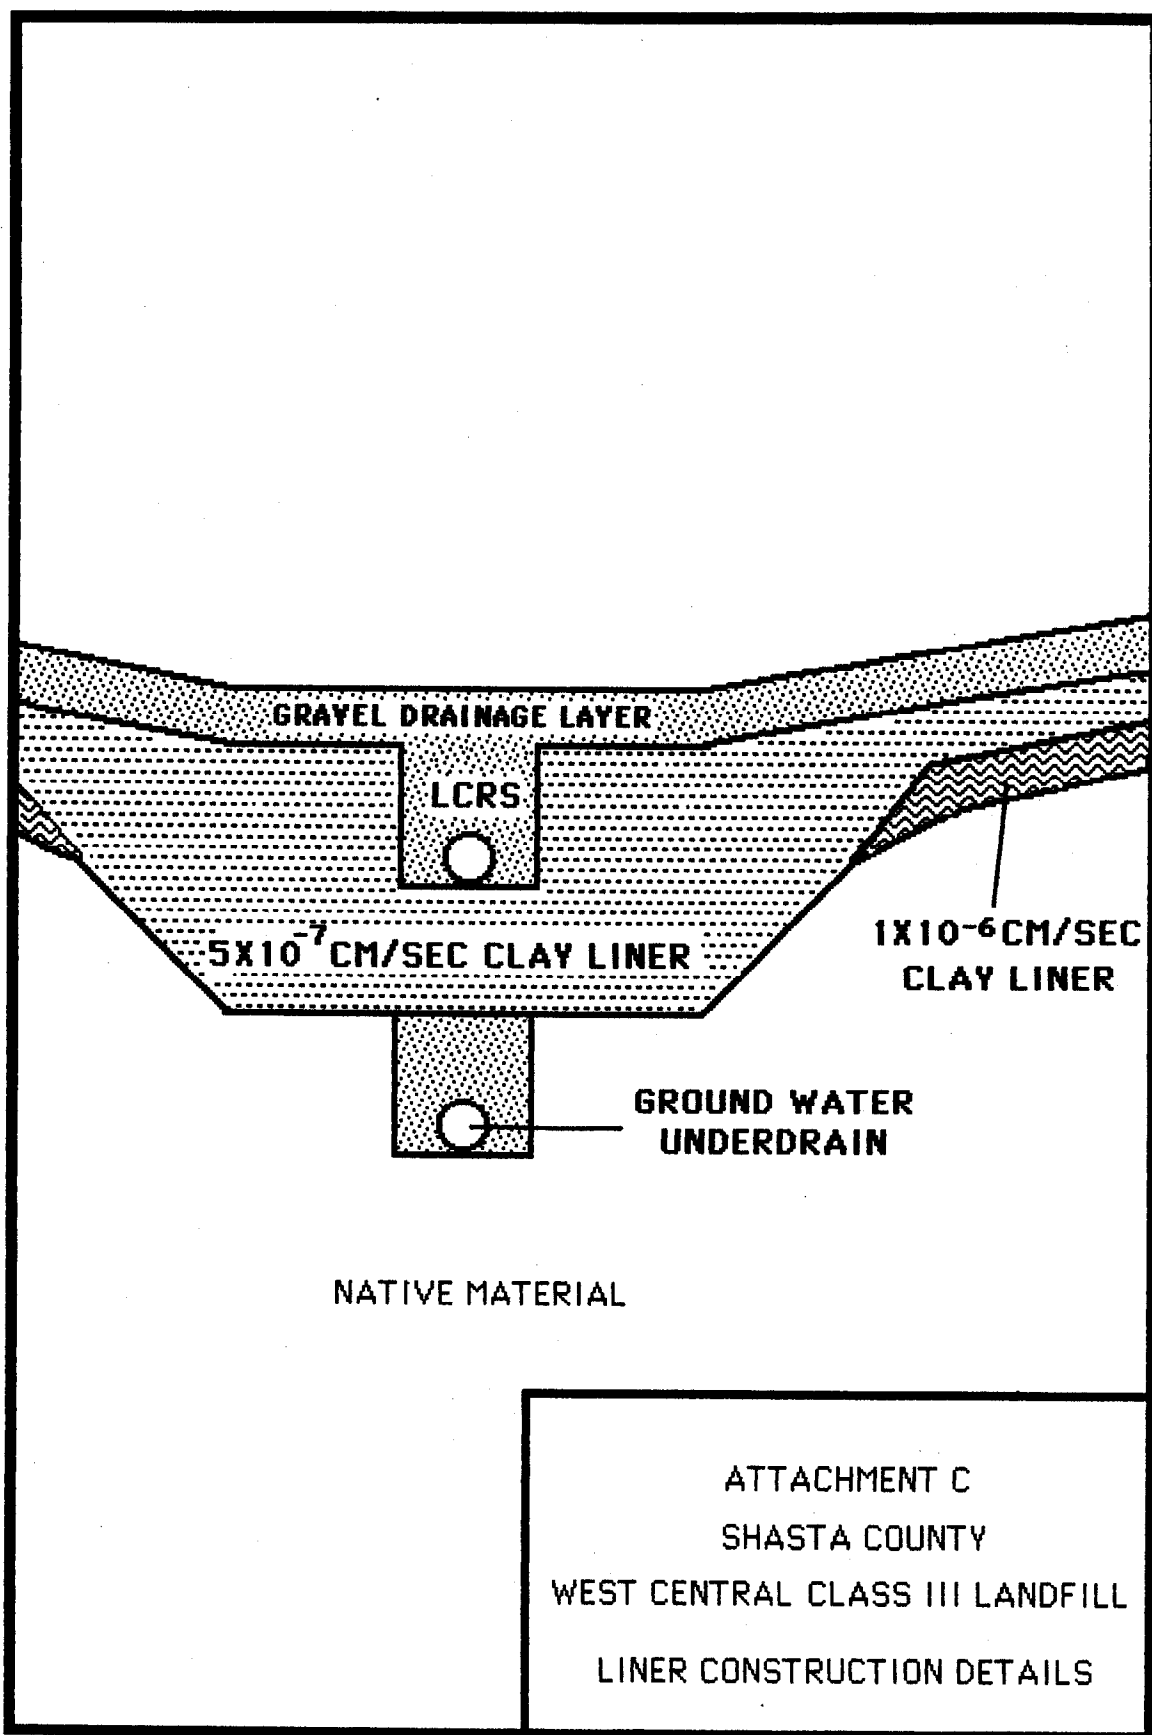 GRAVEL DRAINAGE LAYER
LCRS
5X10⁻⁷ CM/SEC CLAY LINER
1X10⁻⁶ CM/SEC
CLAY LINER
GROUND WATER
UNDERDRAIN
NATIVE MATERIAL
ATTACHMENT C
SHASTA COUNTY
WEST CENTRAL CLASS III LANDFILL
LINER CONSTRUCTION DETAILS